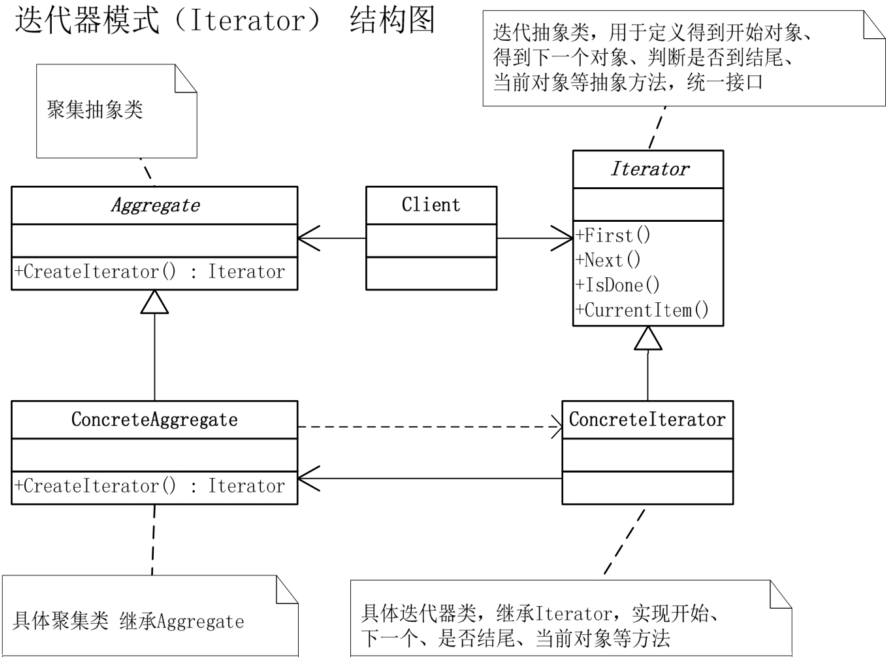 迭代器模式（Iterator） 结构图
迭代抽象类，用于定义得到开始对象、
得到下一个对象、判断是否到结尾、
当前对象等抽象方法，统一接口
聚集抽象类
Aggregate
+CreateIterator() : Iterator
Client
Iterator
+First()
+Next()
+IsDone()
+CurrentItem()
ConcreteAggregate
+CreateIterator() : Iterator
ConcreteIterator
具体聚集类 继承Aggregate
具体迭代器类，继承Iterator，实现开始、
下一个、是否结尾、当前对象等方法